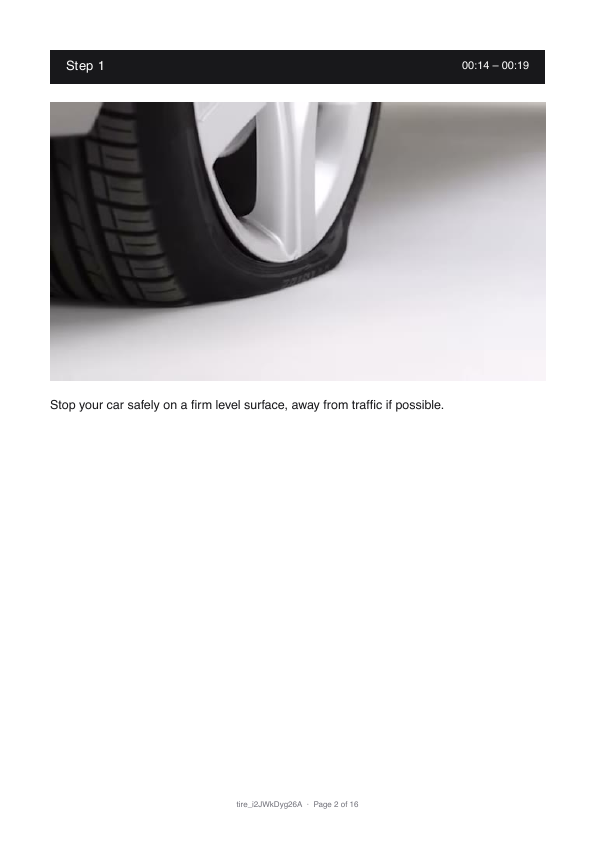 Step 1
00:14 – 00:19
Stop your car safely on a firm level surface, away from traffic if possible.
tire_i2JWkDyg26A · Page 2 of 16